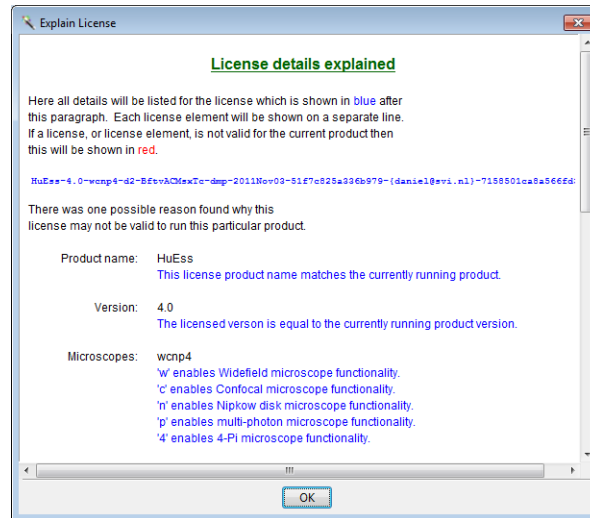 Explain License
License details explained
Here all details will be listed for the license which is shown in blue after
this paragraph. Each license element will be shown on a separate line.
If a license, or license element, is not valid for the current product then
this will be shown in red.
HuEss-4.0-wcnp4-d2-BftvACMsxTc-dmp-2011Nov03-51f7c825a336b979-{daniel@svi.nl}-7158501ca8a566fd
There was one possible reason found why this
license may not be valid to run this particular product.
Product name: HuEss
This license product name matches the currently running product.
Version: 4.0
The licensed verson is equal to the currently running product version.
Microscopes: wcnp4
'w' enables Widefield microscope functionality.
'c' enables Confocal microscope functionality.
'n' enables Nipkow disk microscope functionality.
'p' enables multi-photon microscope functionality.
'4' enables 4-Pi microscope functionality.
OK